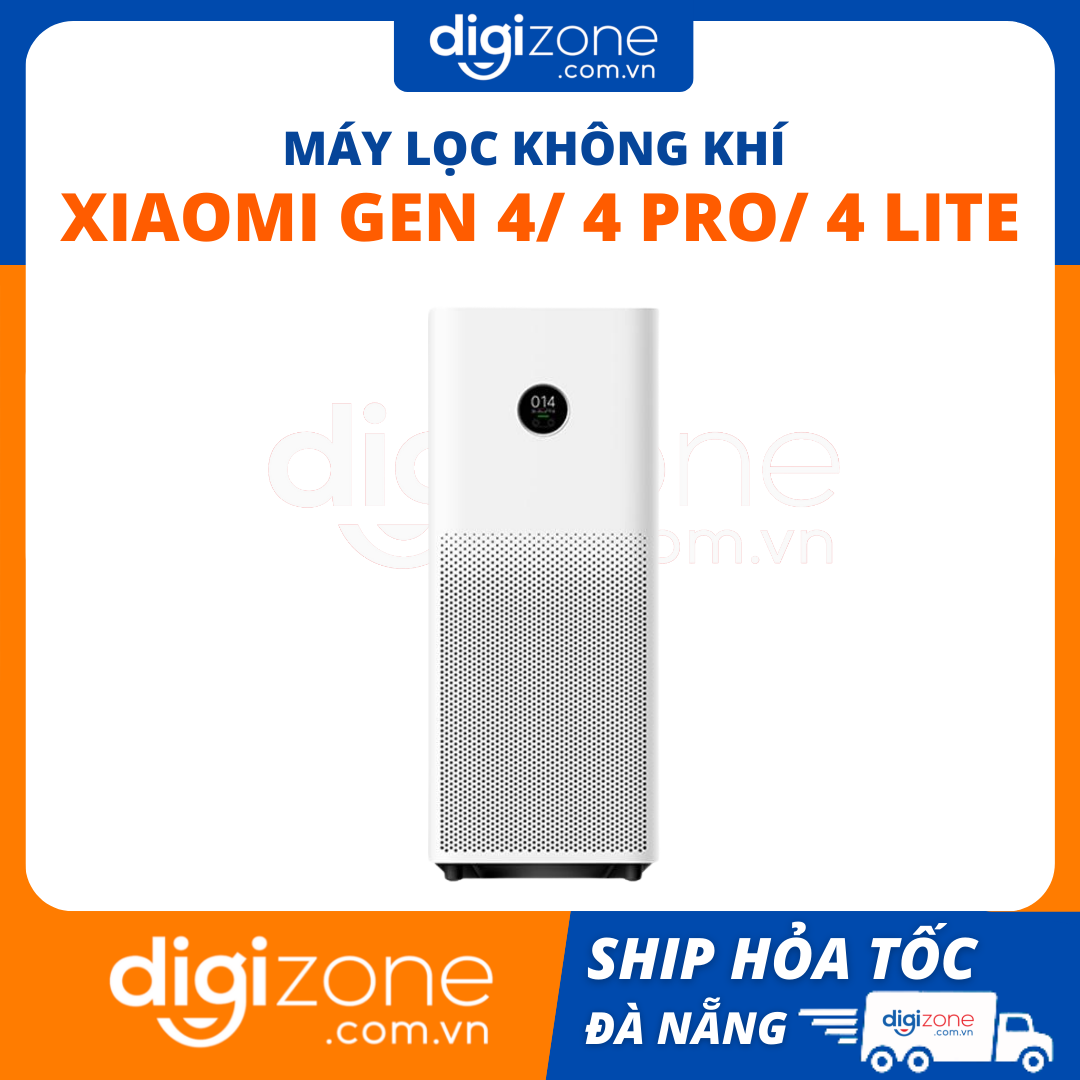 digizone
.com.vn
MÁY LỌC KHÔNG KHÍ
XIAOMI GEN 4/ 4 PRO/ 4 LITE
014
digizone
.com.vn
digizone
.com.vn
SHIP HỎA TỐC
ĐÀ NẴNG
digizone
.com.vn